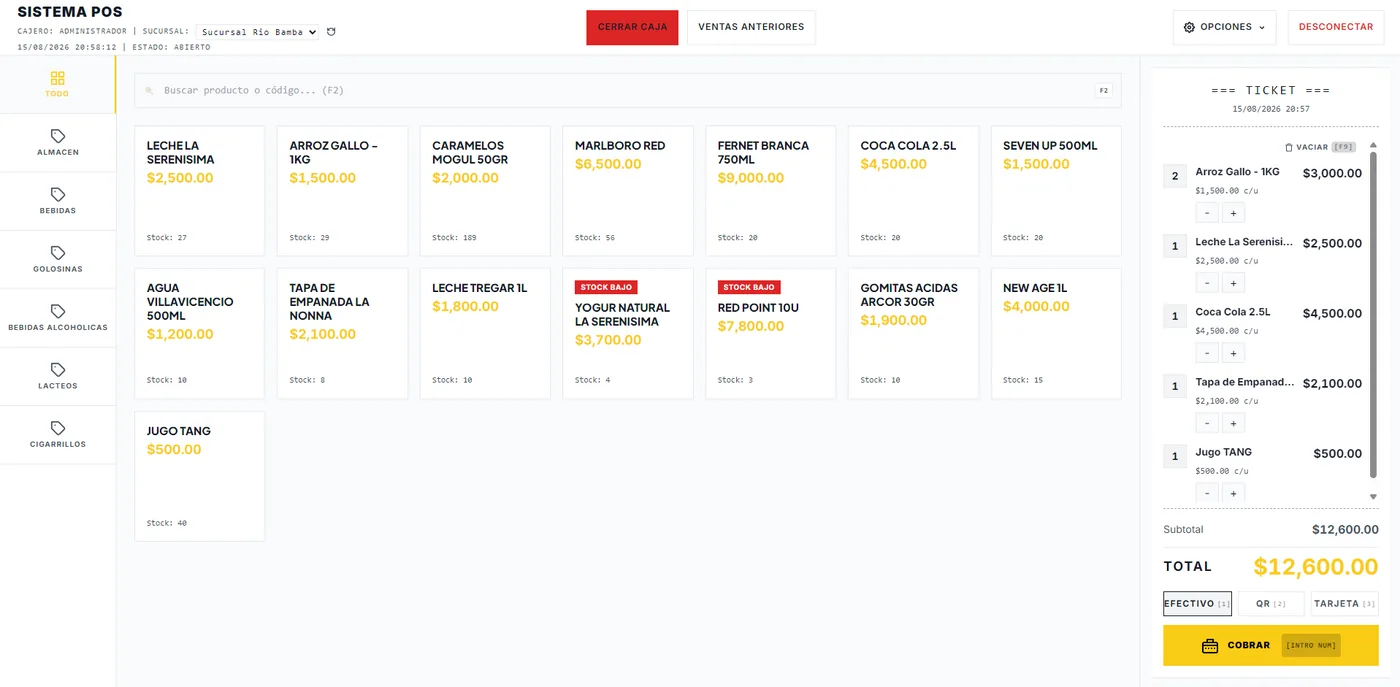 SISTEMA POS
CAJERO: ADMINISTRADOR | SUCURSAL: Sucursal Rio Bamba
15/08/2026 20:58:12 | ESTADO: ABIERTO
CERRAR CAJA
VENTAS ANTERIORES
OPCIONES
DESCONECTAR
TODO
ALMACEN
BEBIDAS
GOLOSINAS
BEBIDAS ALCOHOLICAS
LACTEOS
CIGARRILLOS
Buscar producto o código... (F2)
F2
LECHE LA
SERENISIMA
$2,500.00
Stock: 27
ARROZ GALLO -
1KG
$1,500.00
Stock: 29
CARAMELOS
MOGUL 50GR
$2,000.00
Stock: 189
MARLBORO RED
$6,500.00
Stock: 56
FERNET BRANCA
750ML
$9,000.00
Stock: 20
COCA COLA 2.5L
$4,500.00
Stock: 20
SEVEN UP 500ML
$1,500.00
Stock: 20
AGUA
VILLAVICENCIO
500ML
$1,200.00
Stock: 10
TAPA DE
EMPANADA LA
NONNA
$2,100.00
Stock: 8
LECHE TREGAR 1L
$1,800.00
Stock: 10
STOCK BAJO
YOGUR NATURAL
LA SERENISIMA
$3,700.00
Stock: 4
STOCK BAJO
RED POINT 10U
$7,800.00
Stock: 3
GOMITAS ACIDAS
ARCOR 30GR
$1,900.00
Stock: 10
NEW AGE 1L
$4,000.00
Stock: 15
JUGO TANG
$500.00
Stock: 40
=== TICKET ===
15/08/2026 20:57
VACIAR [F9]
2 Arroz Gallo - 1KG $3,000.00
$1,500.00 c/u
- +
1 Leche La Serenisi... $2,500.00
$2,500.00 c/u
- +
1 Coca Cola 2.5L $4,500.00
$4,500.00 c/u
- +
1 Tapa de Empanad... $2,100.00
$2,100.00 c/u
- +
1 Jugo TANG $500.00
$500.00 c/u
- +
Subtotal $12,600.00
TOTAL $12,600.00
EFECTIVO [1] QR [2] TARJETA [3]
COBRAR [INTRO NUM]